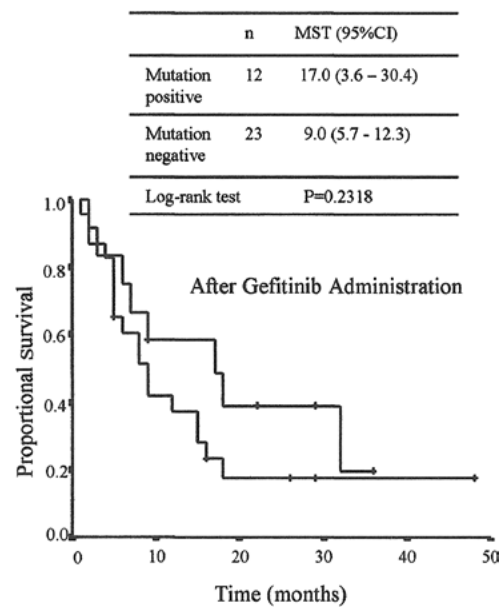 n MST (95%CI)
Mutation positive 12 17.0 (3.6 – 30.4)
Mutation negative 23 9.0 (5.7 - 12.3)
Log-rank test P=0.2318
After Gefitinib Administration
Proportional survival
1.0
0.8
0.6
0.4
0.2
0.0
0 10 20 30 40 50
Time (months)